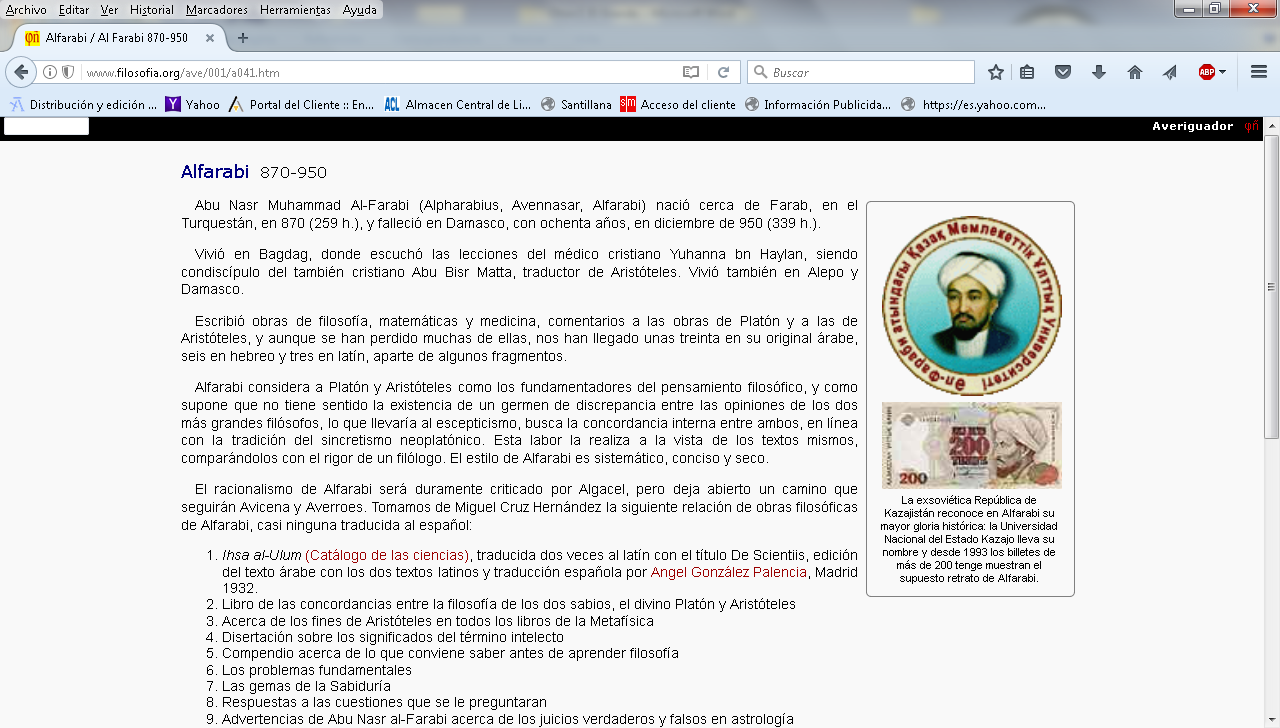 Archivo Editar Ver Historial Marcadores Herramientas Ayuda
φñ Alfarabi / Al Farabi 870-950
www.filosofia.org/ave/001/a041.htm
Buscar
ABP
Distribución y edición ... Yahoo Portal del Cliente :: En... ACL Almacen Central de Li... Santillana sm Acceso del cliente Información Publicac... https://es.yahoo.com...
Averiguador φñ
Alfarabi 870-950
Abu Nasr Muhammad Al-Farabi (Alpharabius, Avennasar, Alfarabi) nació cerca de Farab, en el
Turquestán, en 870 (259 h.), y falleció en Damasco, con ochenta años, en diciembre de 950 (339 h.).
Vivió en Bagdag, donde escuchó las lecciones del médico cristiano Yuhanna bn Haylan, siendo
condiscípulo del también cristiano Abu Bisr Matta, traductor de Aristóteles. Vivió también en Alepo y
Damasco.
Escribió obras de filosofía, matemáticas y medicina, comentarios a las obras de Platón y a las de
Aristóteles, y aunque se han perdido muchas de ellas, nos han llegado unas treinta en su original árabe,
seis en hebreo y tres en latín, aparte de algunos fragmentos.
Alfarabi considera a Platón y Aristóteles como los fundamentadores del pensamiento filosófico, y como
supone que no tiene sentido la existencia de un germen de discrepancia entre las opiniones de los dos
más grandes filósofos, lo que llevaría al escepticismo, busca la concordancia interna entre ambos, en línea
con la tradición del sincretismo neoplatónico. Esta labor la realiza a la vista de los textos mismos,
comparándolos con el rigor de un filólogo. El estilo de Alfarabi es sistemático, conciso y seco.
El racionalismo de Alfarabi será duramente criticado por Algacel, pero deja abierto un camino que
seguirán Avicena y Averroes. Tomamos de Miguel Cruz Hernández la siguiente relación de obras filosóficas
de Alfarabi, casi ninguna traducida al español:
1. Ihsa al-Ulum (Catálogo de las ciencias), traducida dos veces al latín con el título De Scientiis, edición
del texto árabe con los dos textos latinos y traducción española por Angel González Palencia, Madrid
1932.
2. Libro de las concordancias entre la filosofía de los dos sabios, el divino Platón y Aristóteles
3. Acerca de los fines de Aristóteles en todos los libros de la Metafísica
4. Disertación sobre los significados del término intelecto
5. Compendio acerca de lo que conviene saber antes de aprender filosofía
6. Los problemas fundamentales
7. Las gemas de la Sabiduría
8. Respuestas a las cuestiones que se le preguntaran
9. Advertencias de Abu Nasr al-Farabi acerca de los juicios verdaderos y falsos en astrología
Әл-Фараби атындағы Қазақ Мемлекеттік Ұлттық Университеті
200
200
La exsoviética República de
Kazajistán reconoce en Alfarabi su
mayor gloria histórica: la Universidad
Nacional del Estado Kazajo lleva su
nombre y desde 1993 los billetes de
más de 200 tenge muestran el
supuesto retrato de Alfarabi.